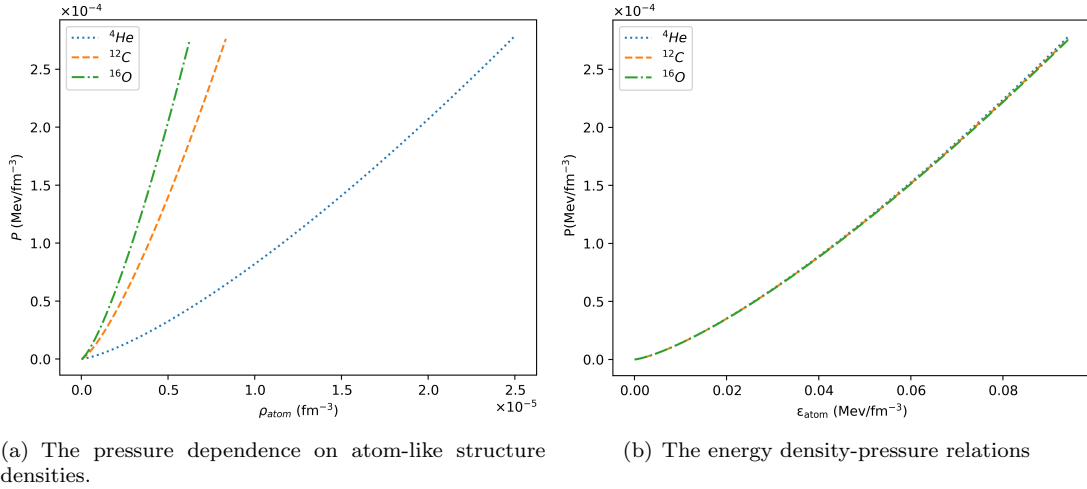 ×10⁻⁴
⁴He
¹²C
¹⁶O
2.5
2.0
1.5
1.0
0.5
0.0
P (Mev/fm⁻³)
0.0 0.5 1.0 1.5 2.0 2.5
×10⁻⁵
ρatom (fm⁻³)
(a) The pressure dependence on atom-like structure
densities.
×10⁻⁴
⁴He
¹²C
¹⁶O
2.5
2.0
1.5
1.0
0.5
0.0
P(Mev/fm⁻³)
0.00 0.02 0.04 0.06 0.08
εatom (Mev/fm⁻³)
(b) The energy density-pressure relations